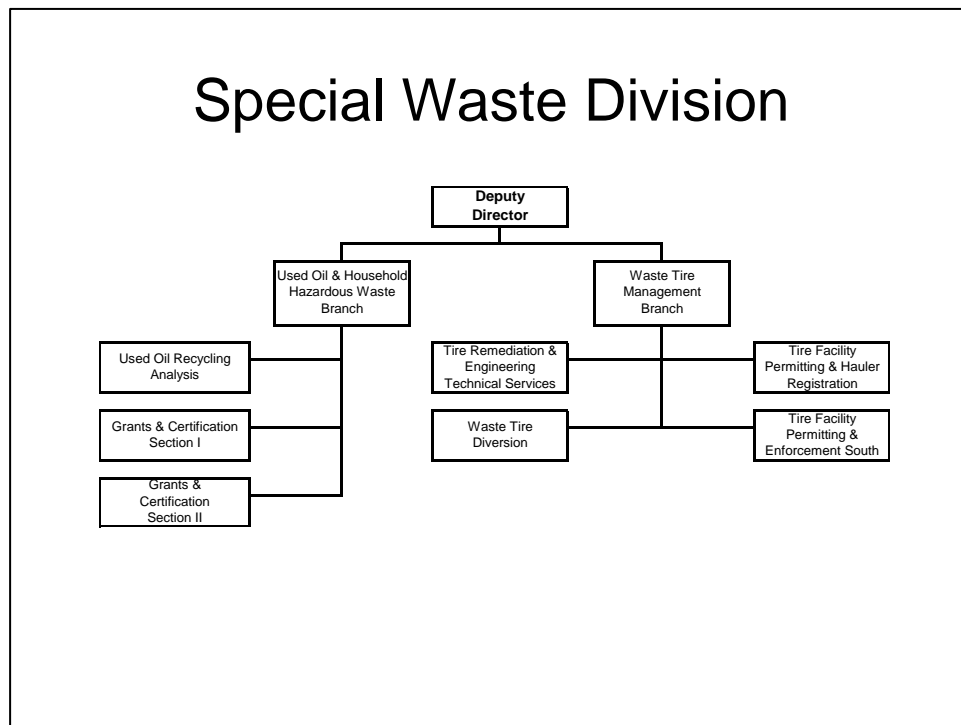 Special Waste Division
Deputy
Director
Used Oil & Household
Hazardous Waste
Branch
Waste Tire
Management
Branch
Used Oil Recycling
Analysis
Tire Remediation &
Engineering
Technical Services
Tire Facility
Permitting & Hauler
Registration
Grants & Certification
Section I
Waste Tire
Diversion
Tire Facility
Permitting &
Enforcement South
Grants &
Certification
Section II